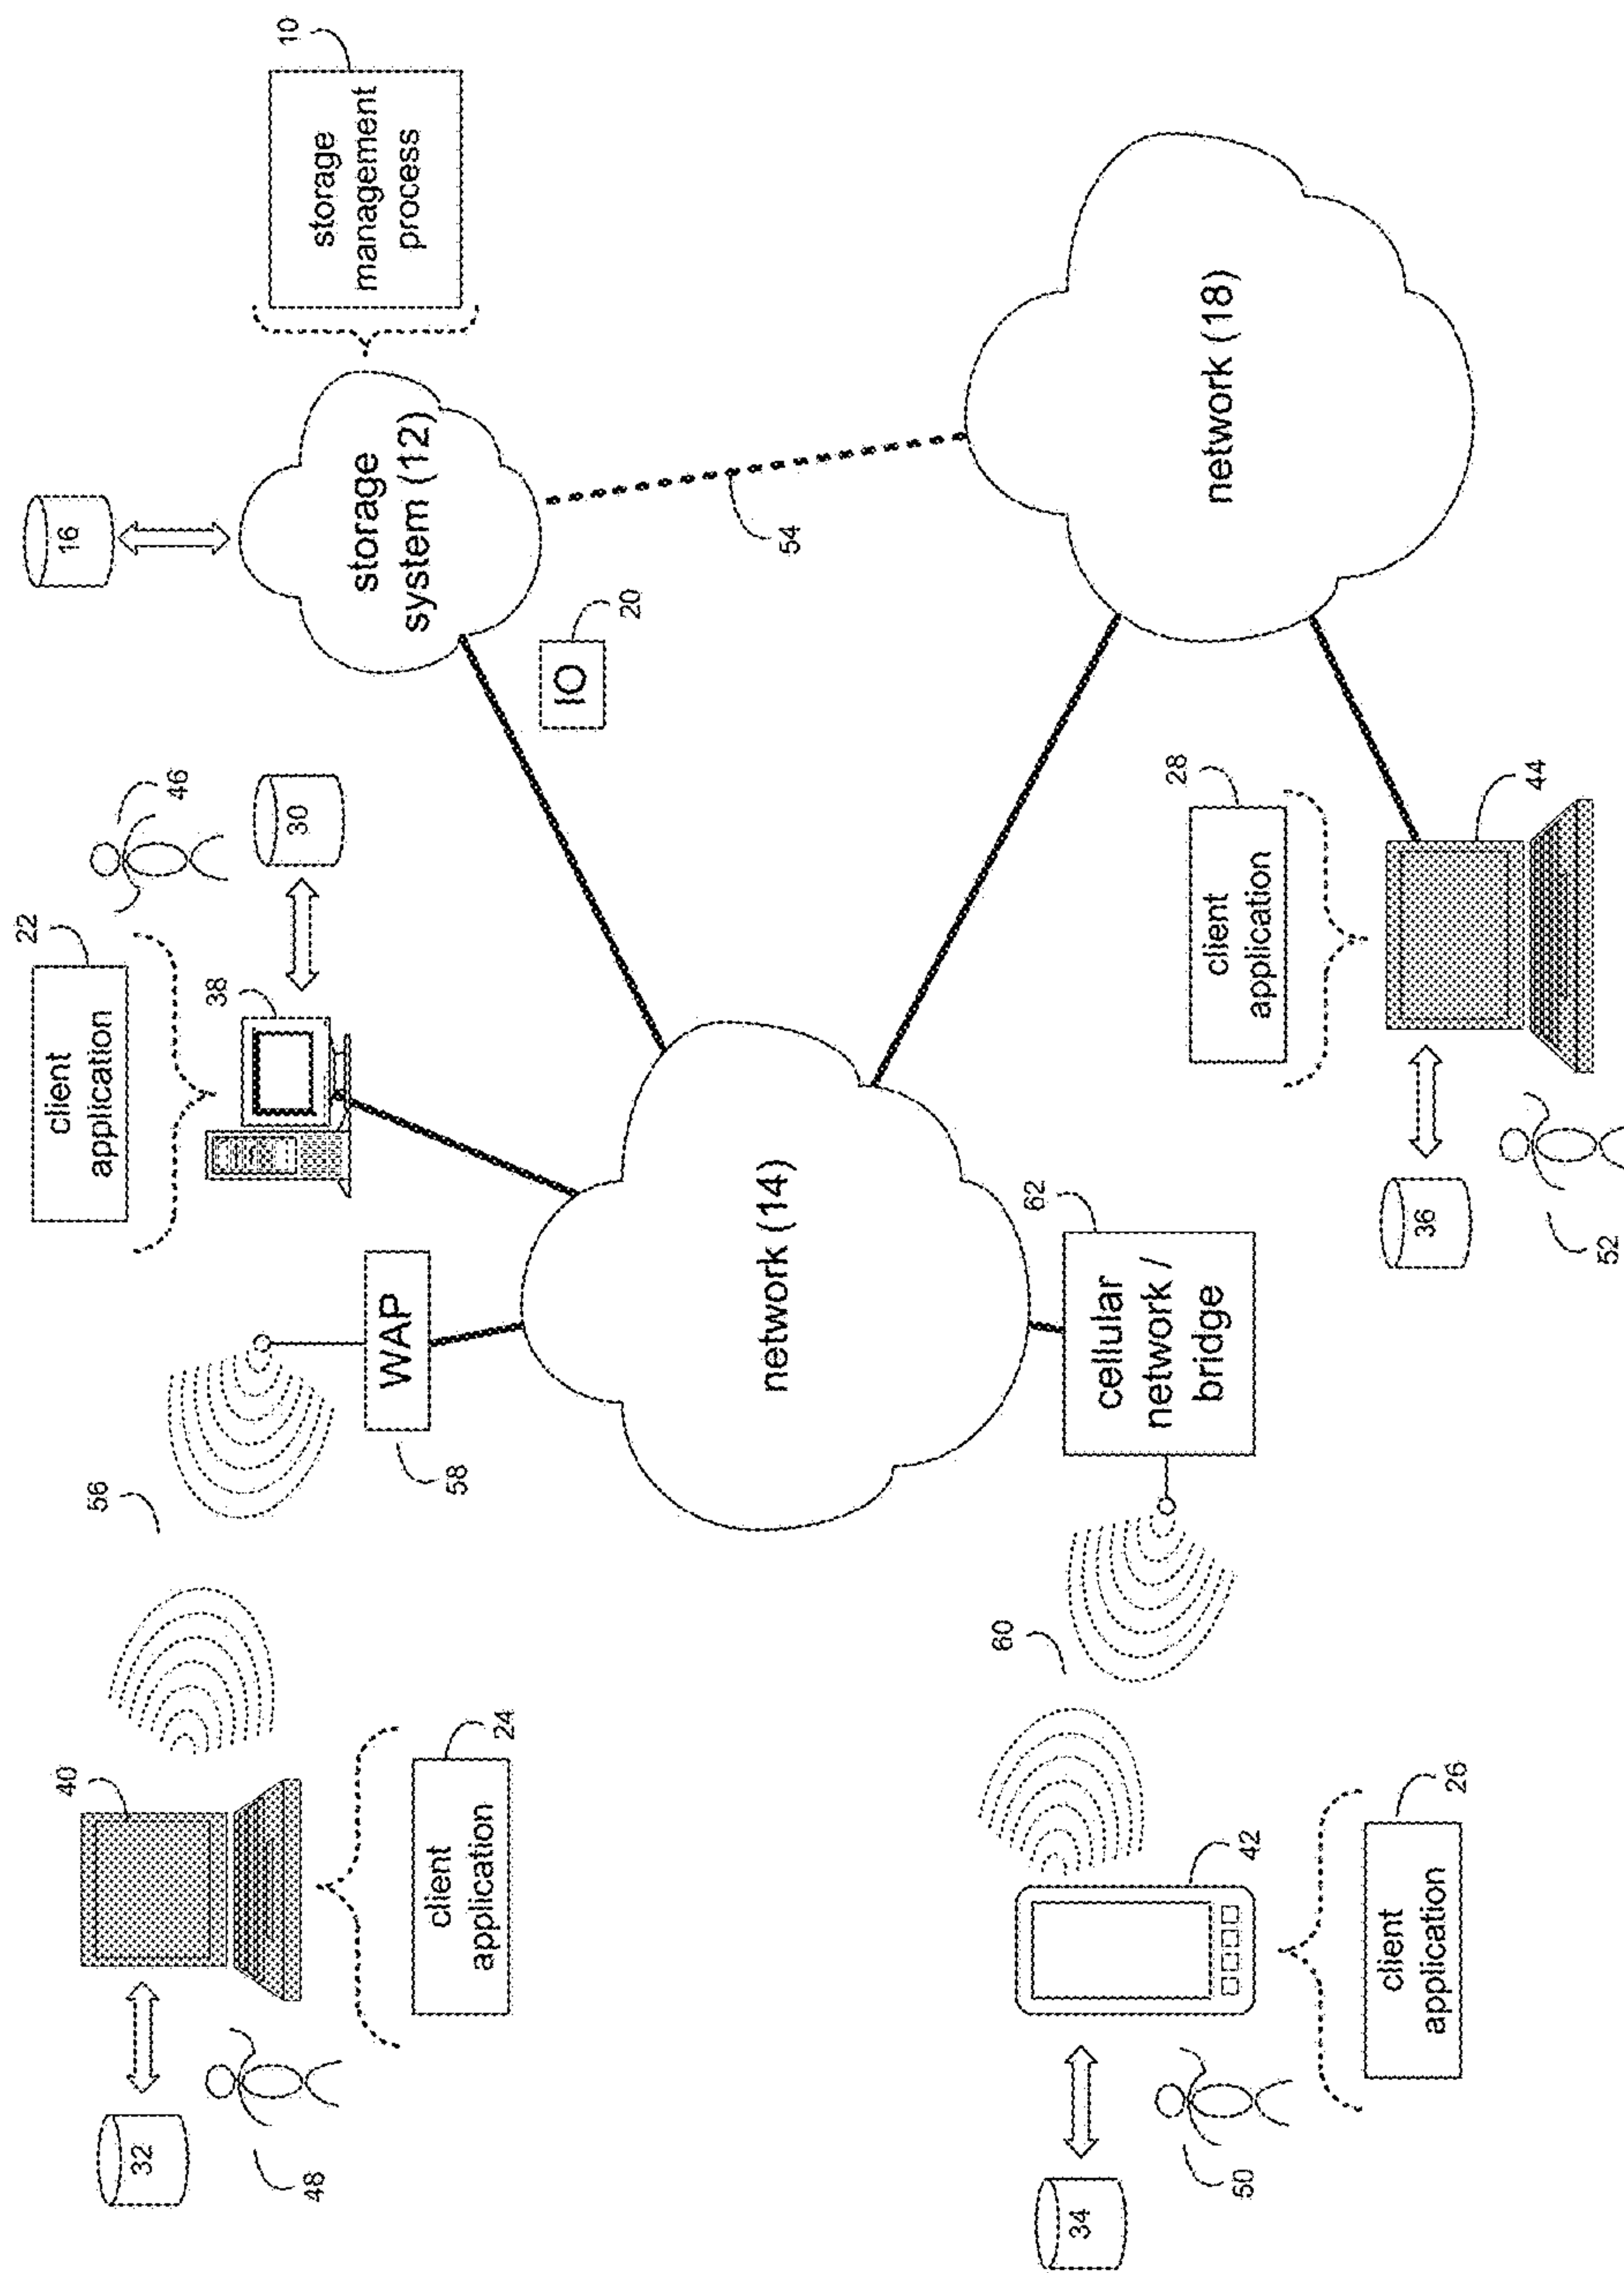 32
40
48
client
application
24
56
WAP
58
client
application
22
38
46
30
16
storage
system (12)
storage
management
process
10
IO
20
54
network (14)
network (18)
34
42
50
client
application
26
60
cellular
network /
bridge
62
client
application
28
36
44
52